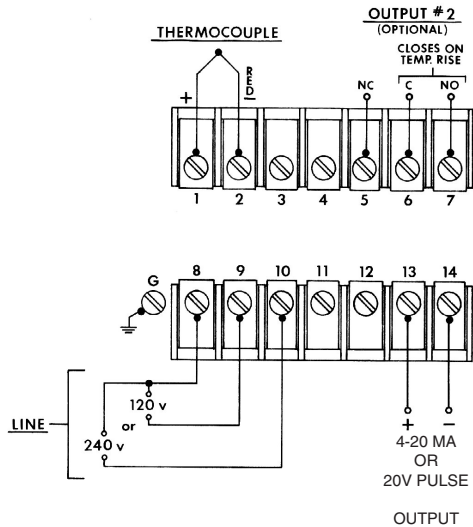 OUTPUT #2
(OPTIONAL)
THERMOCOUPLE
CLOSES ON
TEMP. RISE
+
RED
–
NC
C
NO
1 2 3 4 5 6 7
G
8 9 10 11 12 13 14
120 v
or
240 v
LINE
+ –
4-20 MA
OR
20V PULSE
OUTPUT